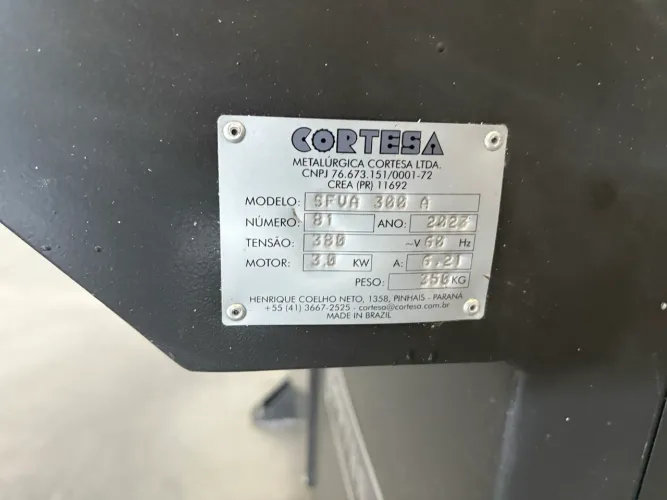 CORTESA
METALÚRGICA CORTESA LTDA.
CNPJ 76.673.151/0001-72
CREA (PR) 11692
MODELO: SFVA 300 A
NÚMERO: 81 ANO: 2023
TENSÃO: 380 ~V 60 Hz
MOTOR: 3,0 KW A: 6.21
PESO: 350 KG
HENRIQUE COELHO NETO, 1358, PINHAIS - PARANÁ
+55 (41) 3667-2525 - cortesa@cortesa.com.br
MADE IN BRAZIL